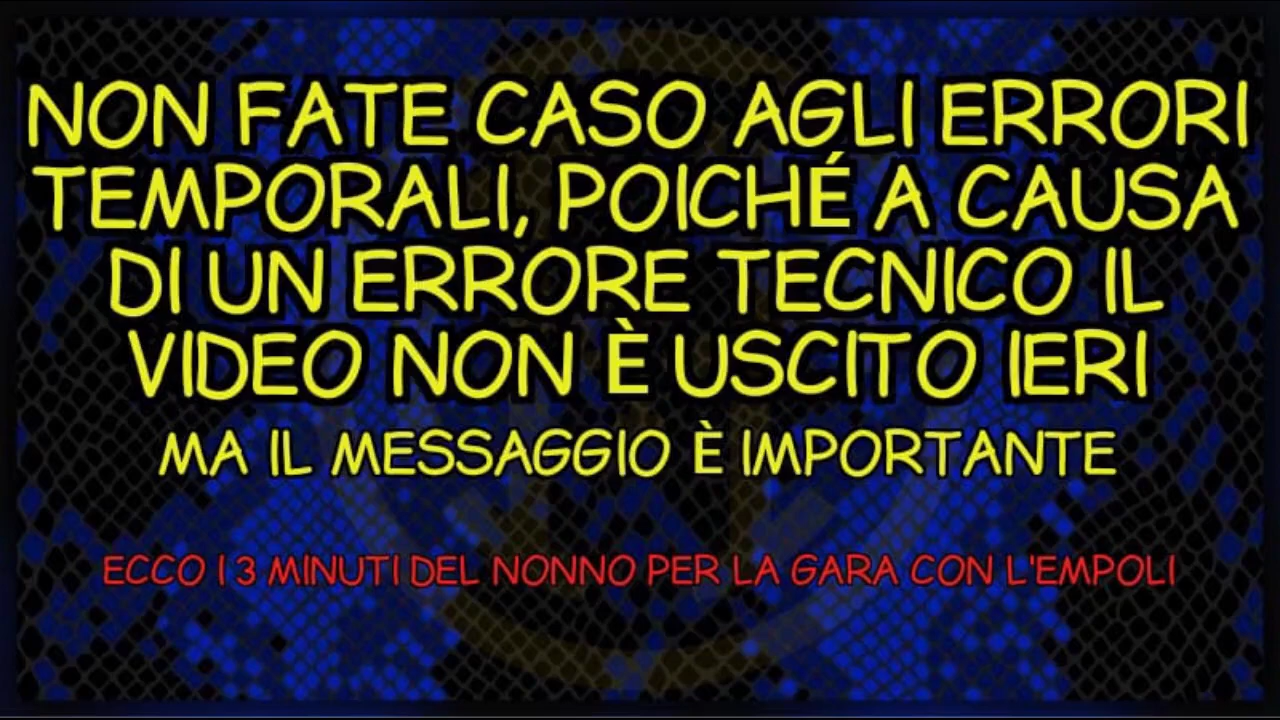 NON FATE CASO AGLI ERRORI
TEMPORALI, POICHÉ A CAUSA
DI UN ERRORE TECNICO IL
VIDEO NON È USCITO IERI
MA IL MESSAGGIO È IMPORTANTE
ECCO I 3 MINUTI DEL NONNO PER LA GARA CON L'EMPOLI